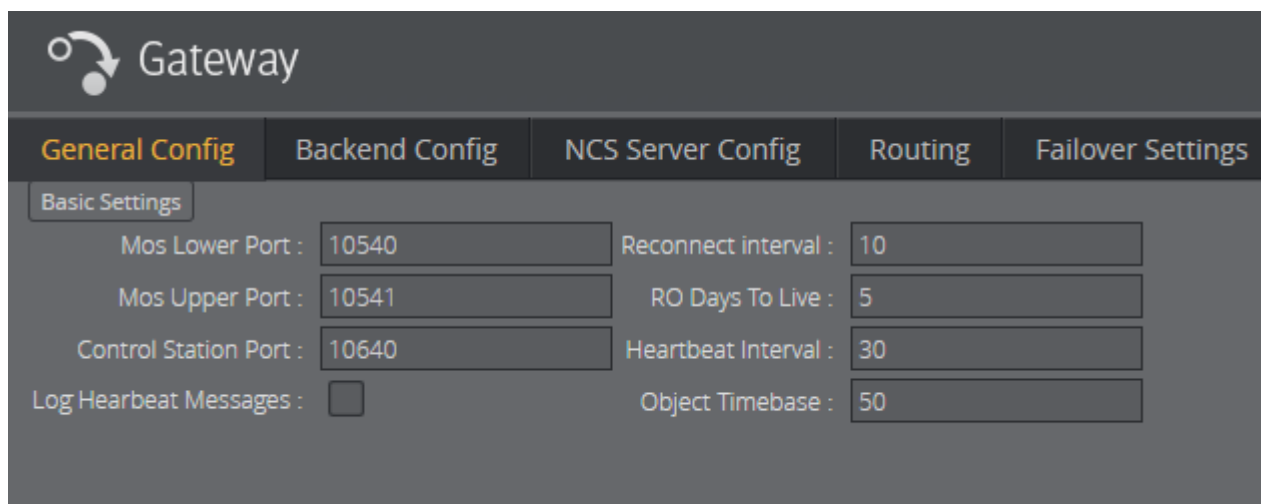 Gateway
General Config Backend Config NCS Server Config Routing Failover Settings
Basic Settings
Mos Lower Port : 10540 Reconnect interval : 10
Mos Upper Port : 10541 RO Days To Live : 5
Control Station Port : 10640 Heartbeat Interval : 30
Log Hearbeat Messages : Object Timebase : 50